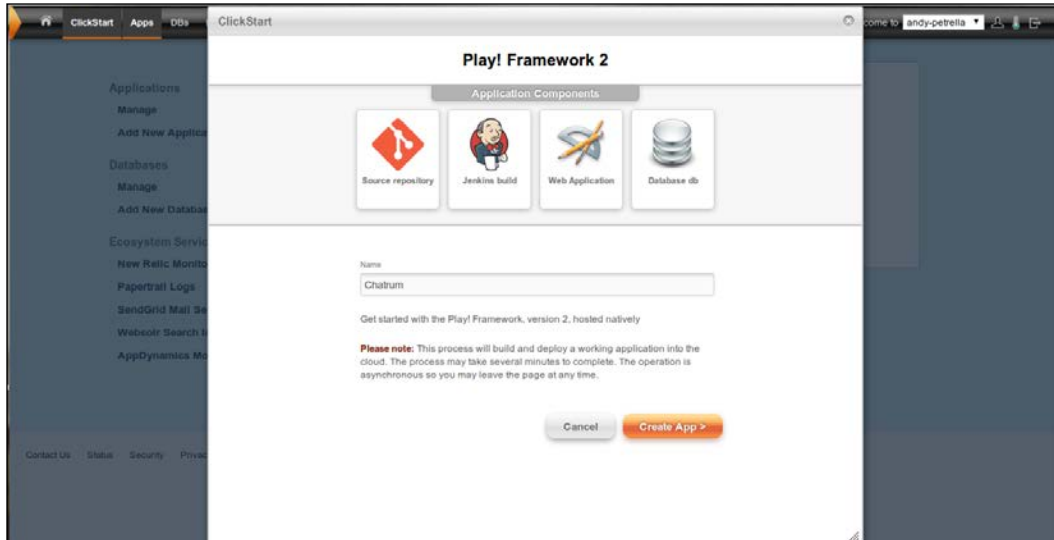 ClickStart Apps DBs
ClickStart
come to andy-petrella
Play! Framework 2
Application Components
Source repository
Jenkins build
Web Application
Database db
Applications
Manage
Add New Applica
Databases
Manage
Add New Databas
Ecosystem Servic
New Relic Monito
Papertrail Logs
SendGrid Mail Se
Websolr Search I
AppDynamics Mo
Name
Chatrum
Get started with the Play! Framework, version 2, hosted natively
Please note: This process will build and deploy a working application into the
cloud. The process may take several minutes to complete. The operation is
asynchronous so you may leave the page at any time.
Cancel
Create App >
Contact Us Status Security Privac